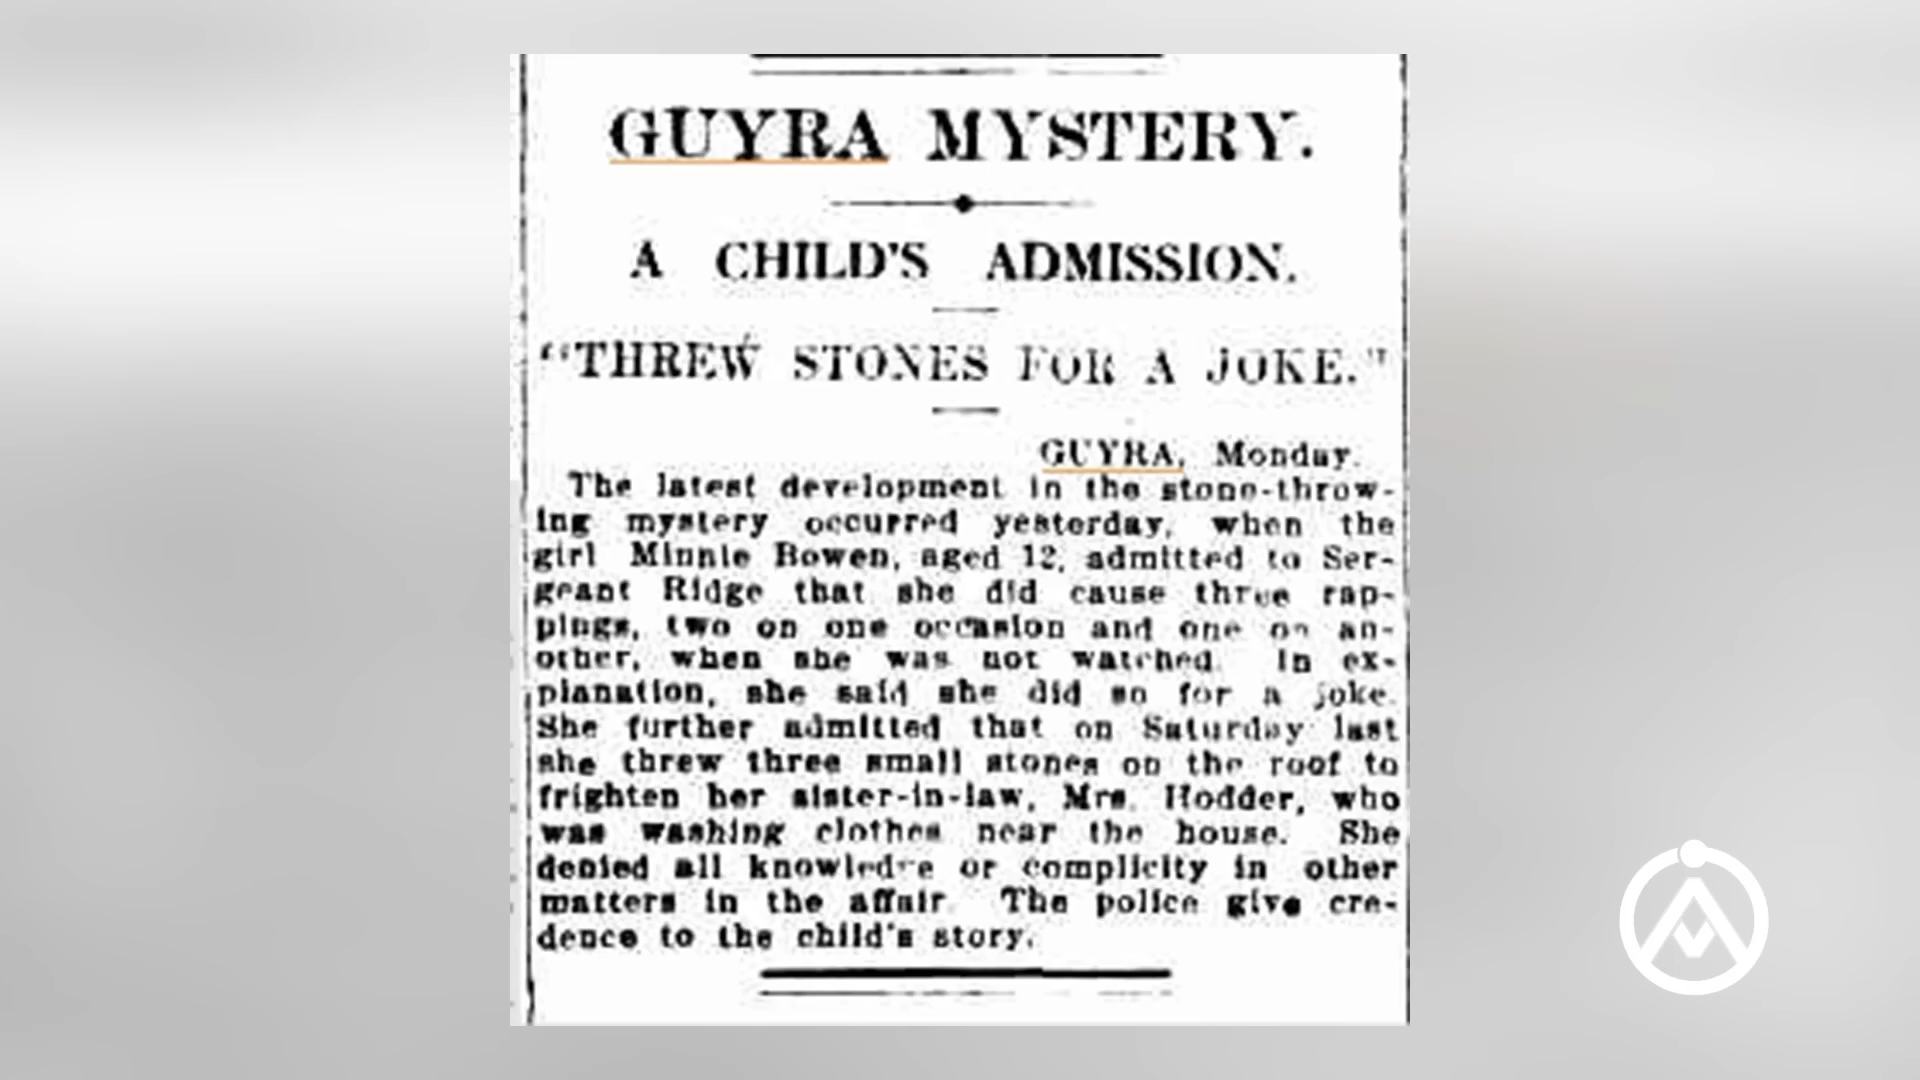 GUYRA MYSTERY.
A CHILD'S ADMISSION.
"THREW STONES FOR A JOKE."
GUYRA, Monday.
The latest development in the stone-throw-
ing mystery occurred yesterday, when the
girl Minnie Bowen, aged 12, admitted to Ser-
geant Ridge that she did cause three rap-
pings, two on one occasion and one on an-
other, when she was not watched. In ex-
planation, she said she did so for a joke.
She further admitted that on Saturday last
she threw three small stones on the roof to
frighten her sister-in-law, Mrs. Hodder, who
was washing clothes near the house. She
denied all knowledge or complicity in other
matters in the affair. The police give cre-
dence to the child's story.